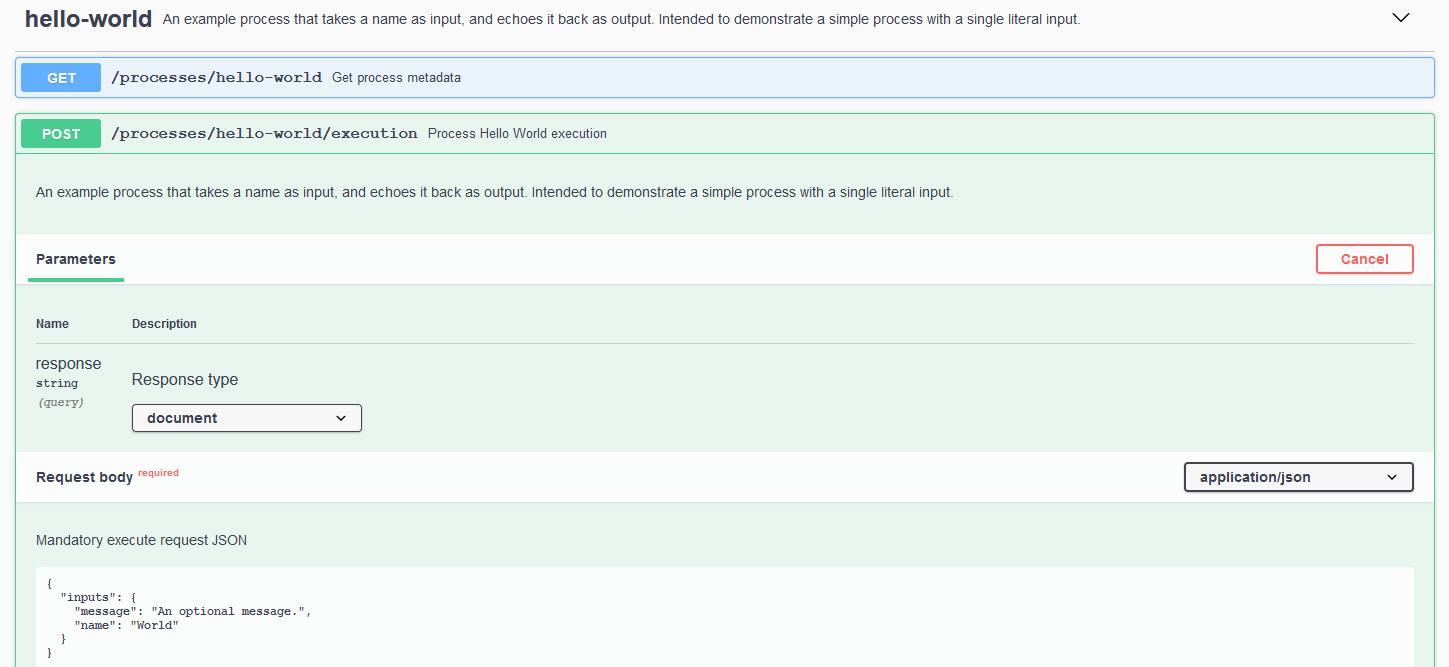 hello-world An example process that takes a name as input, and echoes it back as output. Intended to demonstrate a simple process with a single literal input.
GET /processes/hello-world Get process metadata
POST /processes/hello-world/execution Process Hello World execution
An example process that takes a name as input, and echoes it back as output. Intended to demonstrate a simple process with a single literal input.
Parameters Cancel
Name Description
response
string
(query)
Response type
document
Request body required application/json
Mandatory execute request JSON
{
  "inputs": {
    "message": "An optional message.",
    "name": "World"
  }
}